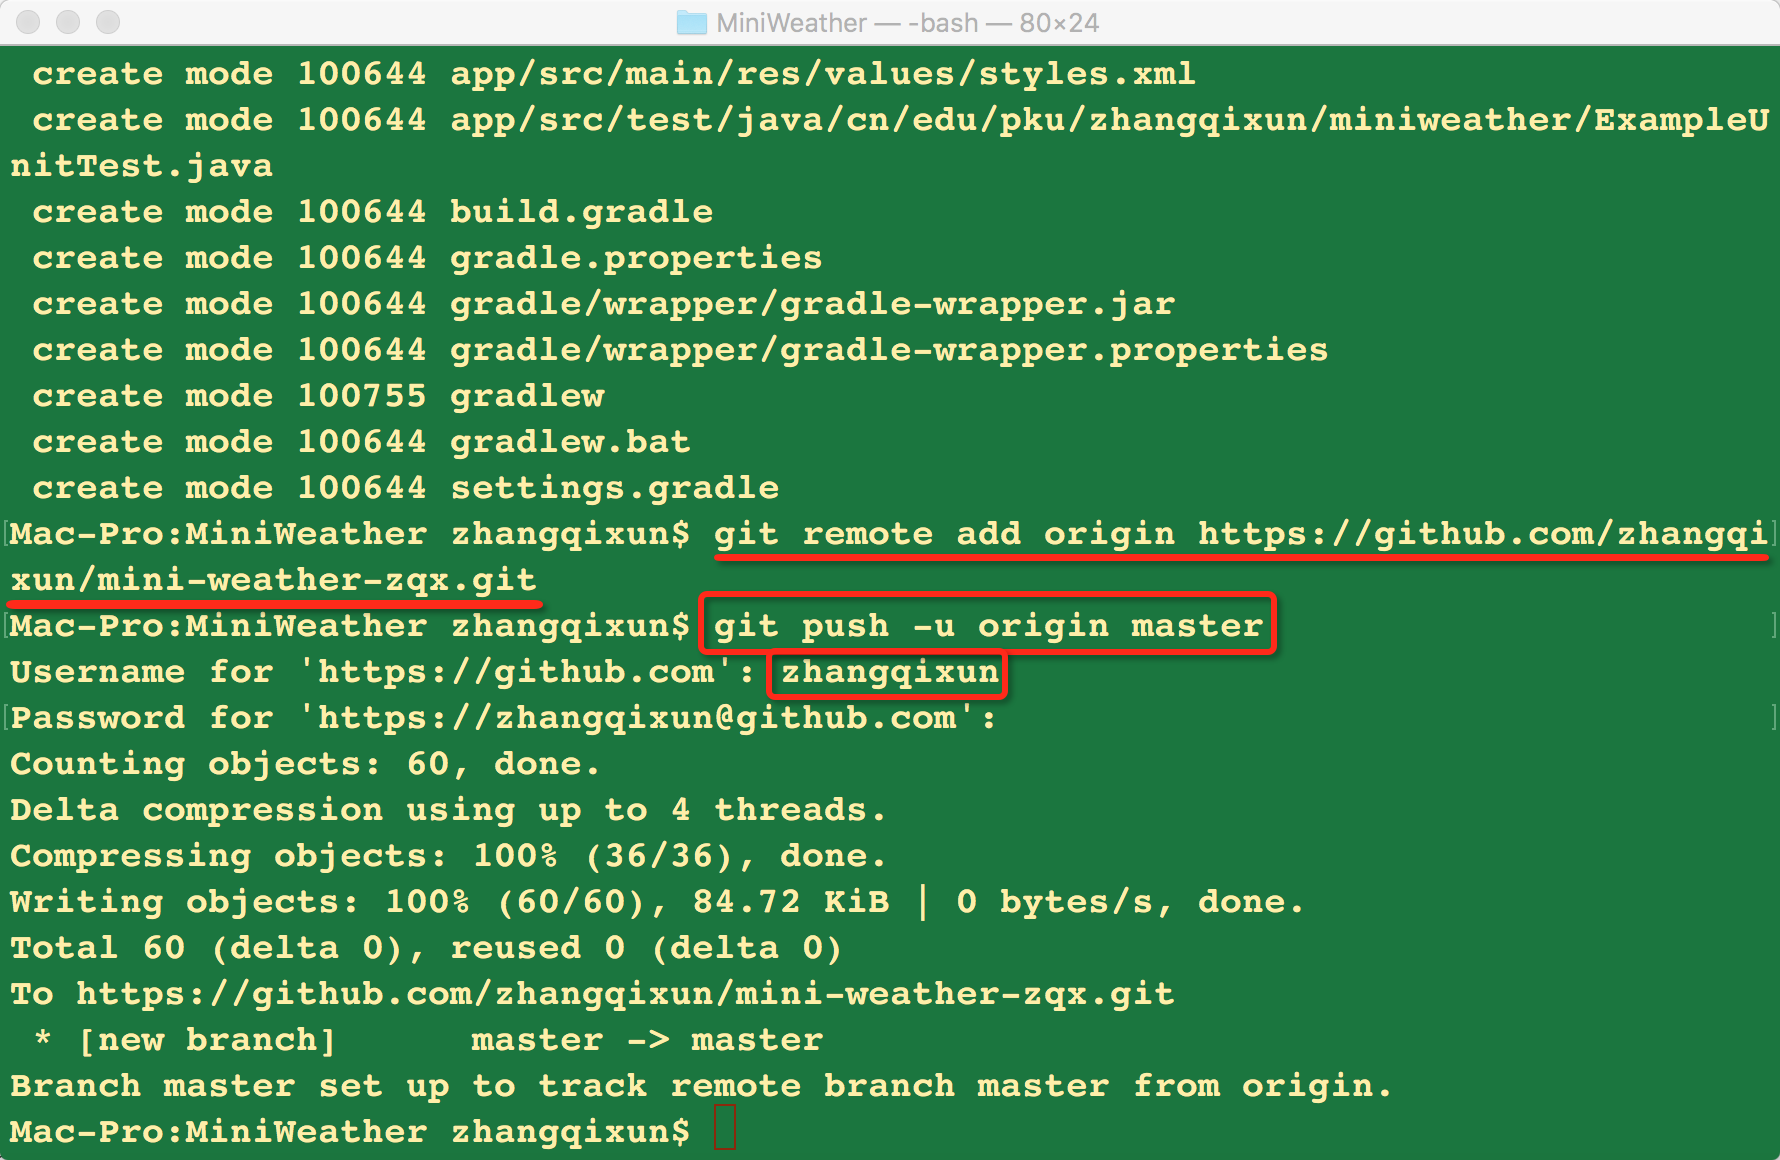 MiniWeather — -bash — 80×24
create mode 100644 app/src/main/res/values/styles.xml
create mode 100644 app/src/test/java/cn/edu/pku/zhangqixun/miniweather/ExampleU
nitTest.java
create mode 100644 build.gradle
create mode 100644 gradle.properties
create mode 100644 gradle/wrapper/gradle-wrapper.jar
create mode 100644 gradle/wrapper/gradle-wrapper.properties
create mode 100755 gradlew
create mode 100644 gradlew.bat
create mode 100644 settings.gradle
[Mac-Pro:MiniWeather zhangqixun$ git remote add origin https://github.com/zhangqi]
xun/mini-weather-zqx.git
[Mac-Pro:MiniWeather zhangqixun$ git push -u origin master ]
Username for 'https://github.com': zhangqixun
[Password for 'https://zhangqixun@github.com': ]
Counting objects: 60, done.
Delta compression using up to 4 threads.
Compressing objects: 100% (36/36), done.
Writing objects: 100% (60/60), 84.72 KiB | 0 bytes/s, done.
Total 60 (delta 0), reused 0 (delta 0)
To https://github.com/zhangqixun/mini-weather-zqx.git
 * [new branch]      master -> master
Branch master set up to track remote branch master from origin.
Mac-Pro:MiniWeather zhangqixun$